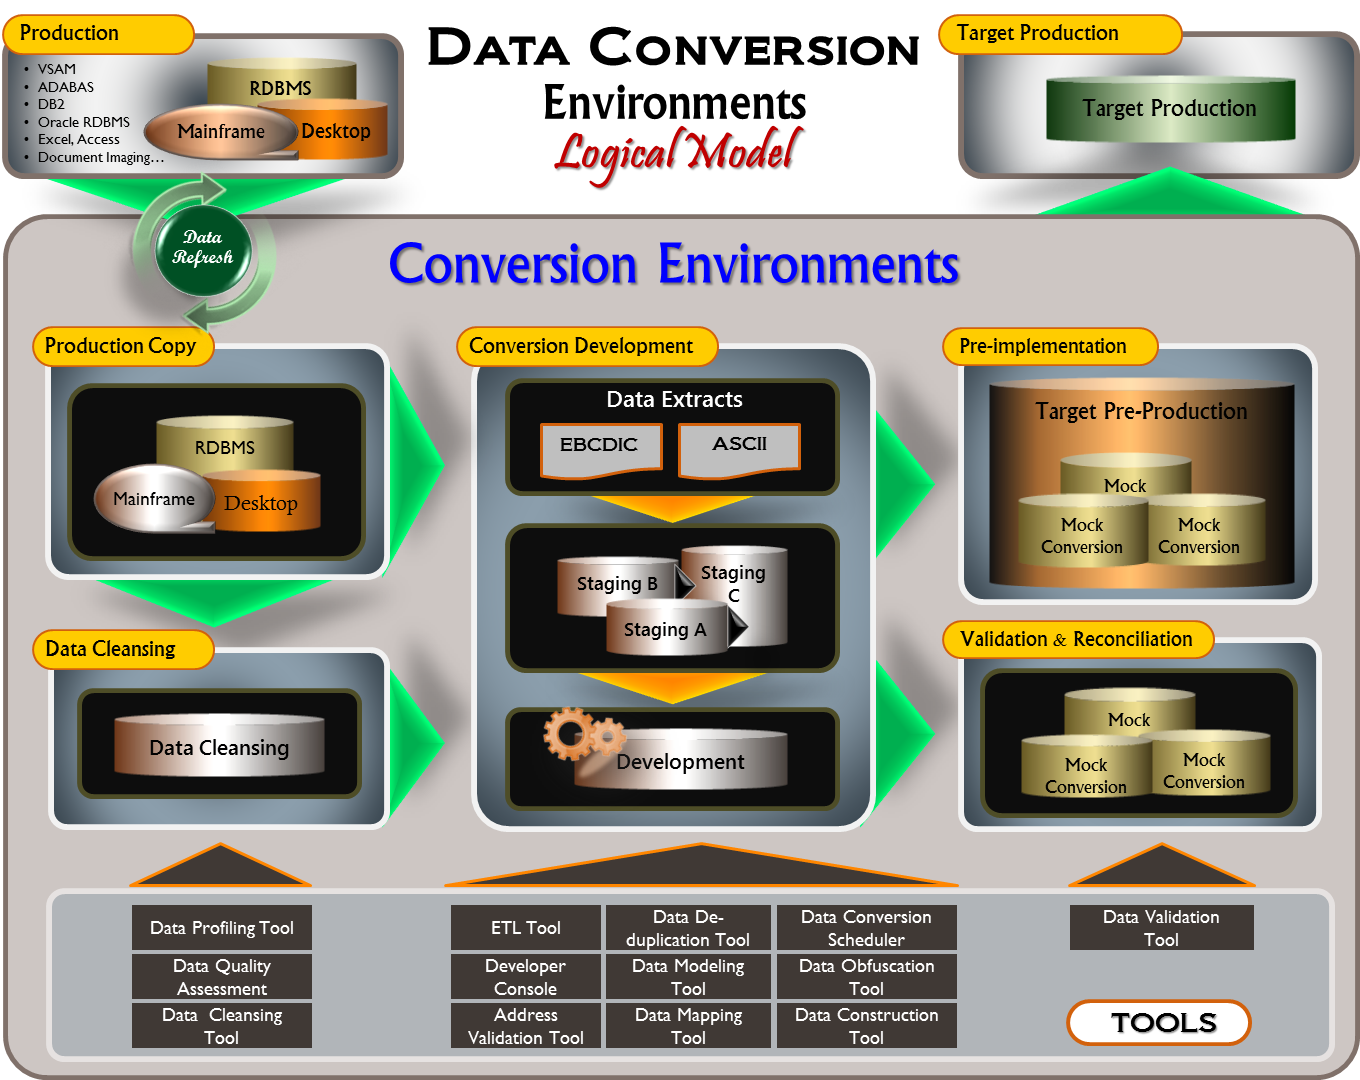 Production
• VSAM
• ADABAS
• DB2
• Oracle RDBMS
• Excel, Access
• Document Imaging...
RDBMS
Mainframe
Desktop
DATA CONVERSION
Environments
Logical Model
Target Production
Target Production
Data
Refresh
Conversion Environments
Production Copy
RDBMS
Mainframe
Desktop
Conversion Development
Data Extracts
EBCDIC
ASCII
Staging B
Staging
C
Staging A
Development
Pre-implementation
Target Pre-Production
Mock
Mock
Conversion
Mock
Conversion
Data Cleansing
Data Cleansing
Validation & Reconciliation
Mock
Mock
Conversion
Mock
Conversion
Data Profiling Tool
Data Quality
Assessment
Data Cleansing
Tool
ETL Tool
Data De-
duplication Tool
Data Conversion
Scheduler
Developer
Console
Data Modeling
Tool
Data Obfuscation
Tool
Address
Validation Tool
Data Mapping
Tool
Data Construction
Tool
Data Validation
Tool
TOOLS